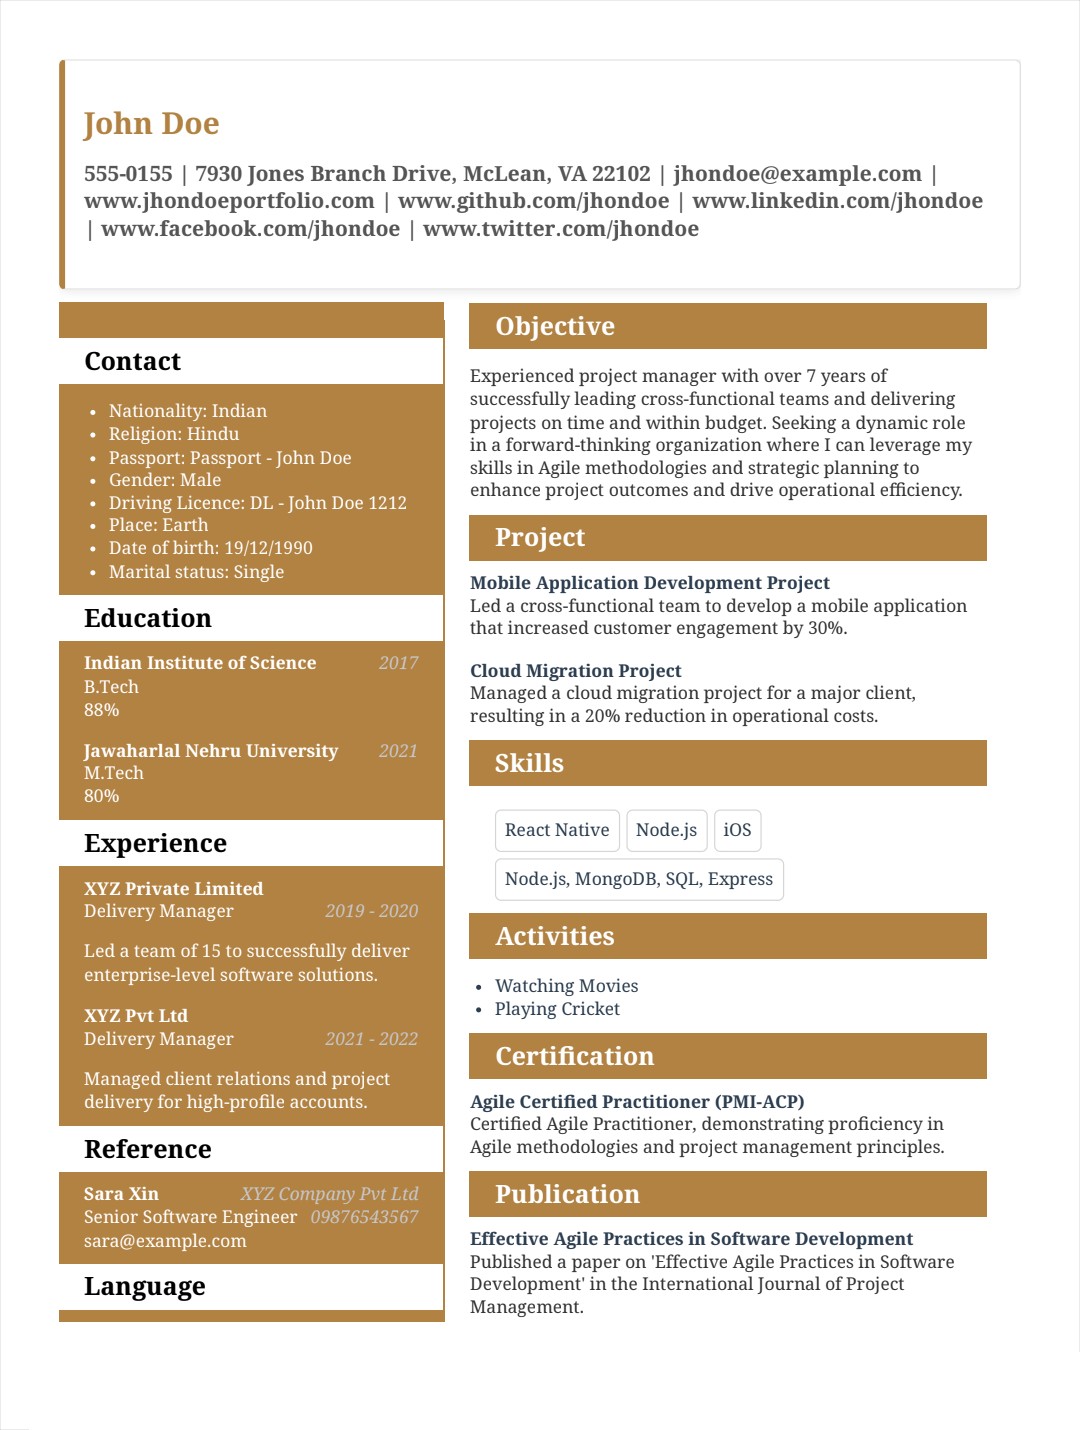 John Doe
555-0155 | 7930 Jones Branch Drive, McLean, VA 22102 | jhondoe@example.com |
www.jhondoeportfolio.com | www.github.com/jhondoe | www.linkedin.com/jhondoe
| www.facebook.com/jhondoe | www.twitter.com/jhondoe
Contact
• Nationality: Indian
• Religion: Hindu
• Passport: Passport - John Doe
• Gender: Male
• Driving Licence: DL - John Doe 1212
• Place: Earth
• Date of birth: 19/12/1990
• Marital status: Single
Education
Indian Institute of Science 2017
B.Tech
88%
Jawaharlal Nehru University 2021
M.Tech
80%
Experience
XYZ Private Limited
Delivery Manager 2019 - 2020
Led a team of 15 to successfully deliver
enterprise-level software solutions.
XYZ Pvt Ltd
Delivery Manager 2021 - 2022
Managed client relations and project
delivery for high-profile accounts.
Reference
Sara Xin XYZ Company Pvt Ltd
Senior Software Engineer 09876543567
sara@example.com
Language
Objective
Experienced project manager with over 7 years of
successfully leading cross-functional teams and delivering
projects on time and within budget. Seeking a dynamic role
in a forward-thinking organization where I can leverage my
skills in Agile methodologies and strategic planning to
enhance project outcomes and drive operational efficiency.
Project
Mobile Application Development Project
Led a cross-functional team to develop a mobile application
that increased customer engagement by 30%.
Cloud Migration Project
Managed a cloud migration project for a major client,
resulting in a 20% reduction in operational costs.
Skills
React Native Node.js iOS
Node.js, MongoDB, SQL, Express
Activities
• Watching Movies
• Playing Cricket
Certification
Agile Certified Practitioner (PMI-ACP)
Certified Agile Practitioner, demonstrating proficiency in
Agile methodologies and project management principles.
Publication
Effective Agile Practices in Software Development
Published a paper on 'Effective Agile Practices in Software
Development' in the International Journal of Project
Management.